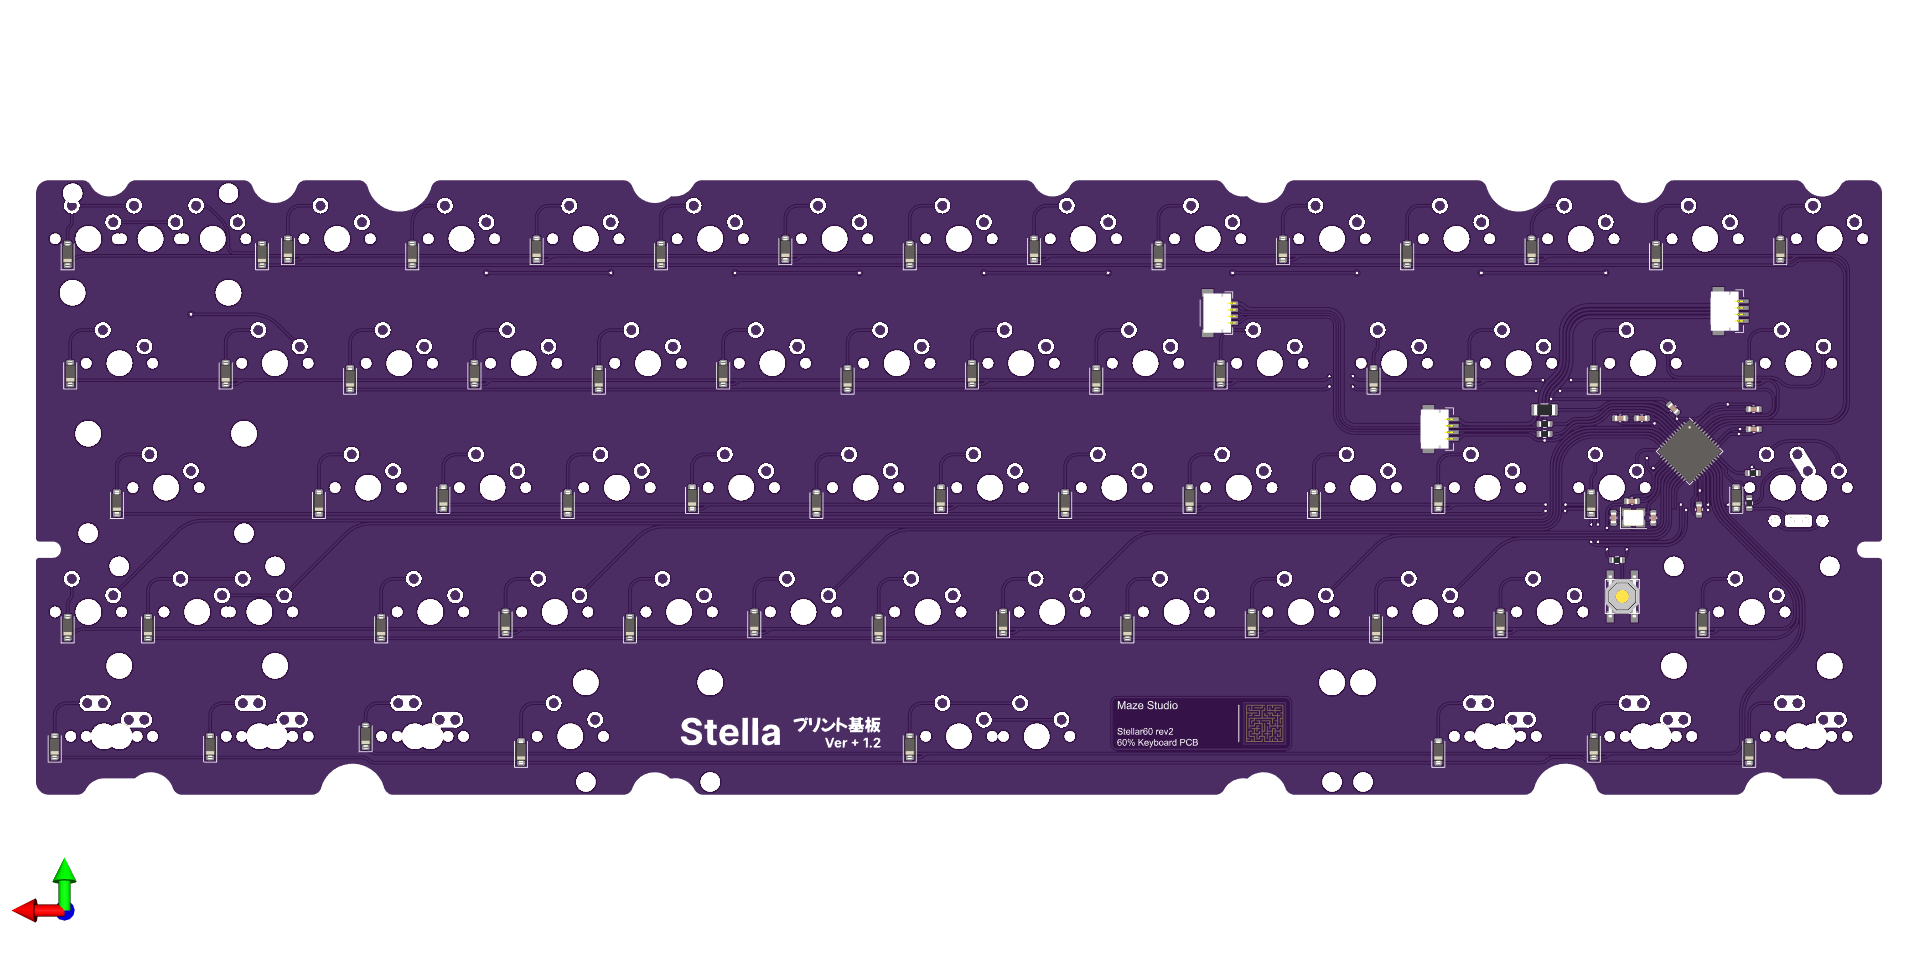 Stella プリント基板
Ver + 1.2
Maze Studio
Stellar60 rev2
60% Keyboard PCB